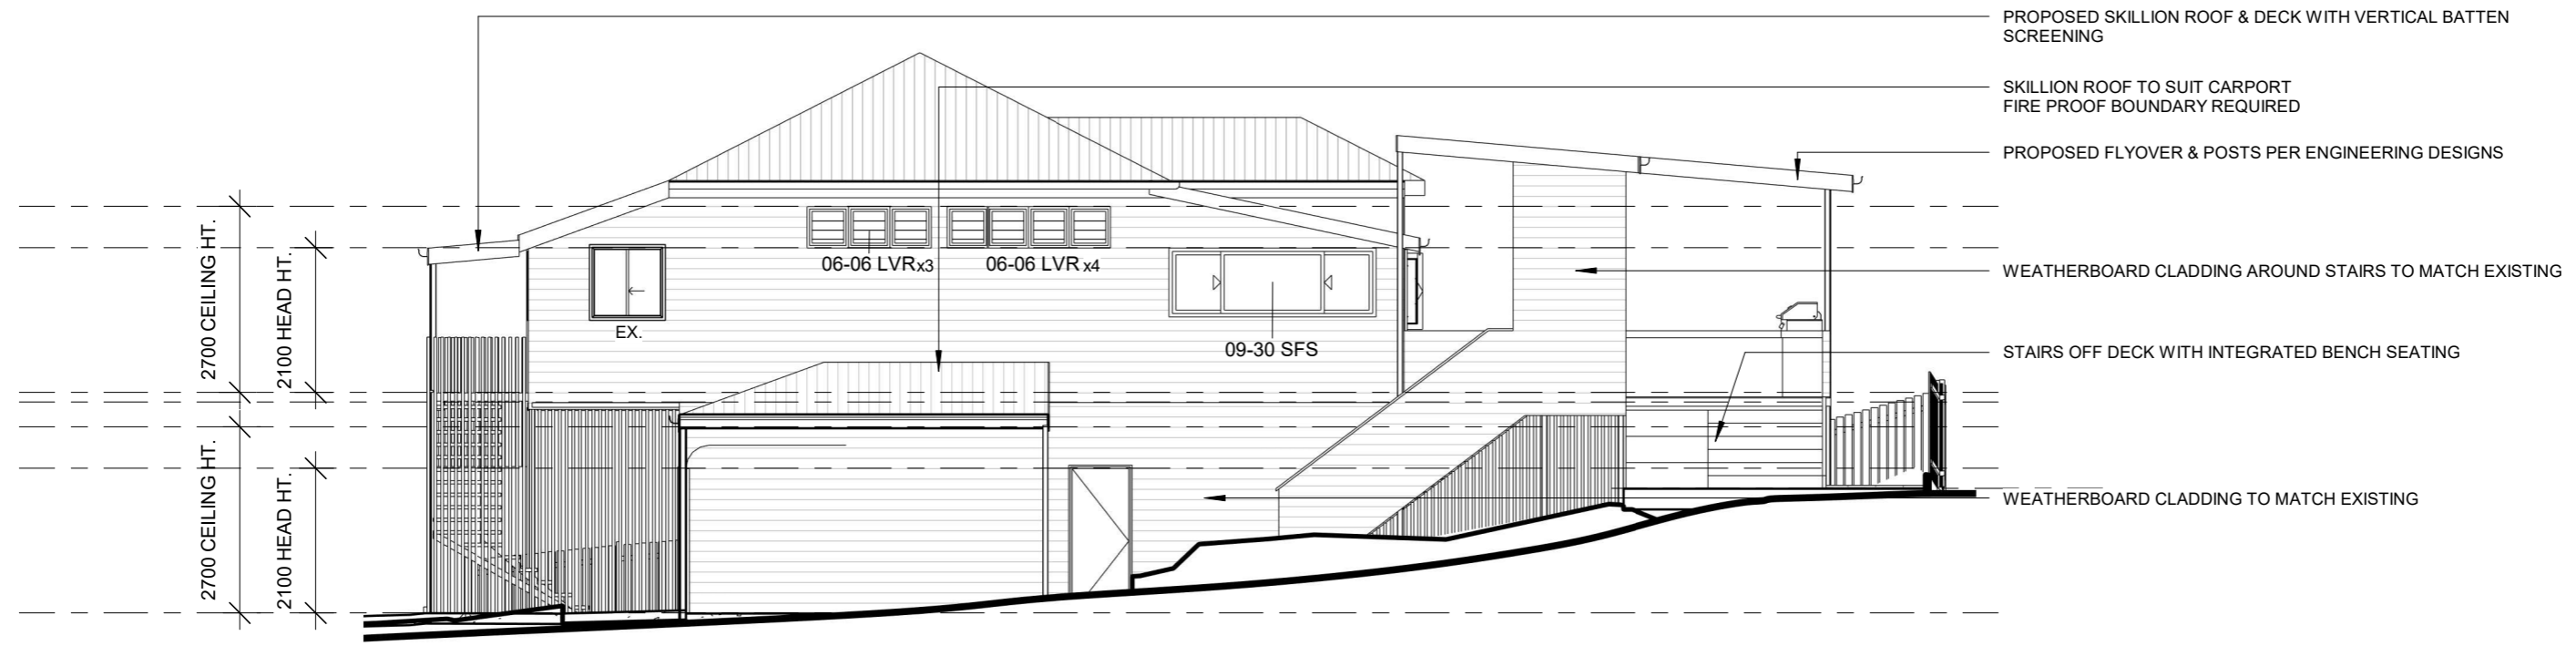 PROPOSED SKILLION ROOF & DECK WITH VERTICAL BATTEN
SCREENING
SKILLION ROOF TO SUIT CARPORT
FIRE PROOF BOUNDARY REQUIRED
PROPOSED FLYOVER & POSTS PER ENGINEERING DESIGNS
WEATHERBOARD CLADDING AROUND STAIRS TO MATCH EXISTING
STAIRS OFF DECK WITH INTEGRATED BENCH SEATING
WEATHERBOARD CLADDING TO MATCH EXISTING
2700 CEILING HT.
2100 HEAD HT.
2700 CEILING HT.
2100 HEAD HT.
06-06 LVRx3
06-06 LVR x4
EX.
09-30 SFS